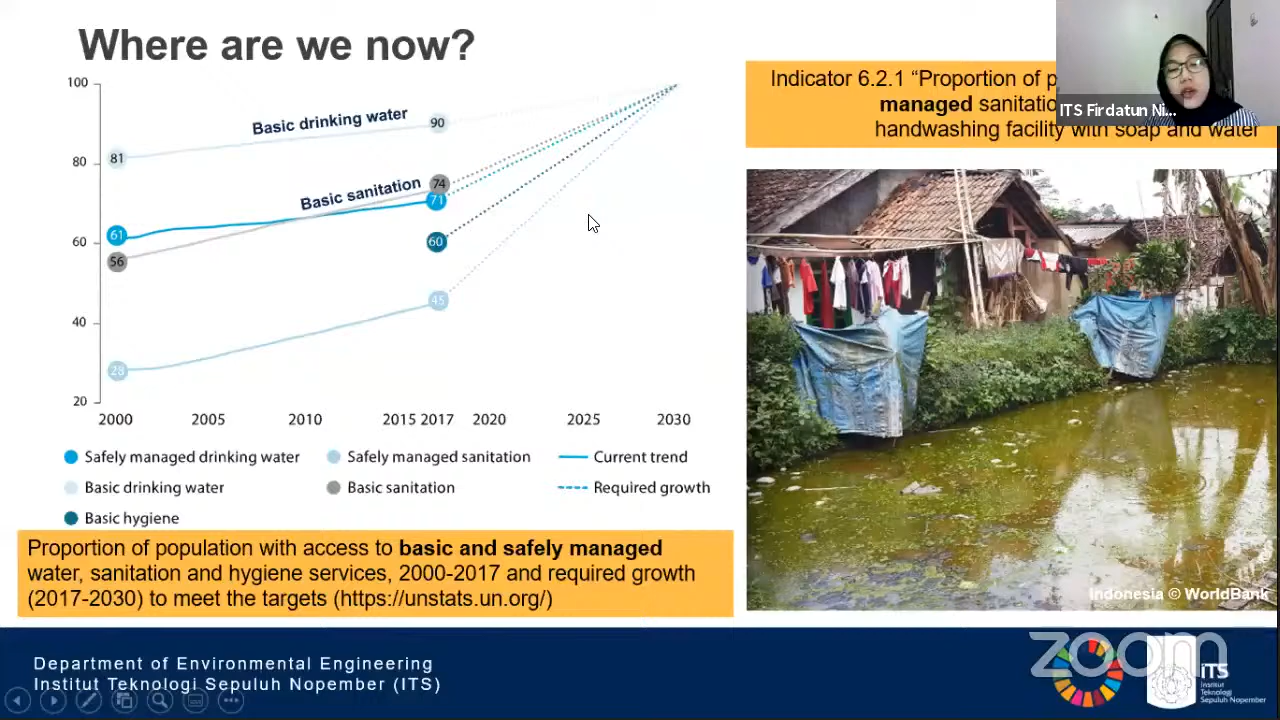 Where are we now?
100
80
60
40
20
Basic drinking water
Basic sanitation
81
90
61
56
74
71
60
45
28
2000 2005 2010 2015 2017 2020 2025 2030
Safely managed drinking water
Safely managed sanitation
Current trend
Basic drinking water
Basic sanitation
Required growth
Basic hygiene
Proportion of population with access to basic and safely managed
water, sanitation and hygiene services, 2000-2017 and required growth
(2017-2030) to meet the targets (https://unstats.un.org/)
Indicator 6.2.1 “Proportion of
managed
handwashing facility with soap and water
ITS Firdatun Ni...
Indonesia © WorldBank
Department of Environmental Engineering
Institut Teknologi Sepuluh Nopember (ITS)
zoom
ITS
Institut
Teknologi
Sepuluh Nopember